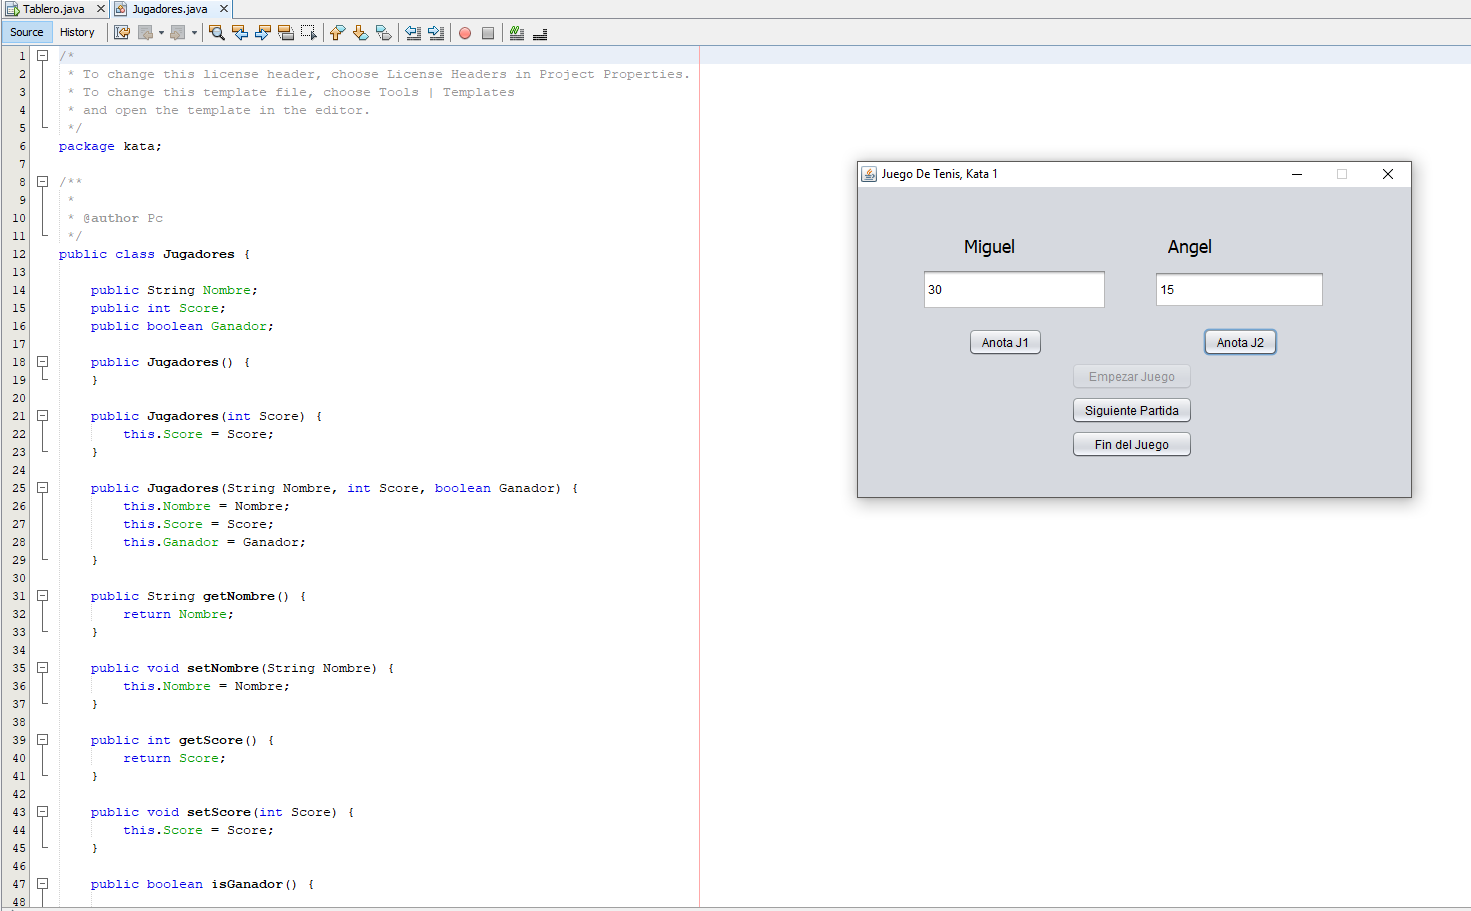 Tablero.java
Jugadores.java
Source History
1 /*
2 * To change this license header, choose License Headers in Project Properties.
3 * To change this template file, choose Tools | Templates
4 * and open the template in the editor.
5 */
6 package kata;
7
8 /**
9 *
10 * @author Pc
11 */
12 public class Jugadores {
13
14 public String Nombre;
15 public int Score;
16 public boolean Ganador;
17
18 public Jugadores() {
19 }
20
21 public Jugadores(int Score) {
22 this.Score = Score;
23 }
24
25 public Jugadores(String Nombre, int Score, boolean Ganador) {
26 this.Nombre = Nombre;
27 this.Score = Score;
28 this.Ganador = Ganador;
29 }
30
31 public String getNombre() {
32 return Nombre;
33 }
34
35 public void setNombre(String Nombre) {
36 this.Nombre = Nombre;
37 }
38
39 public int getScore() {
40 return Score;
41 }
42
43 public void setScore(int Score) {
44 this.Score = Score;
45 }
46
47 public boolean isGanador() {
48
Juego De Tenis, Kata 1
Miguel Angel
30 15
Anota J1 Anota J2
Empezar Juego
Siguiente Partida
Fin del Juego